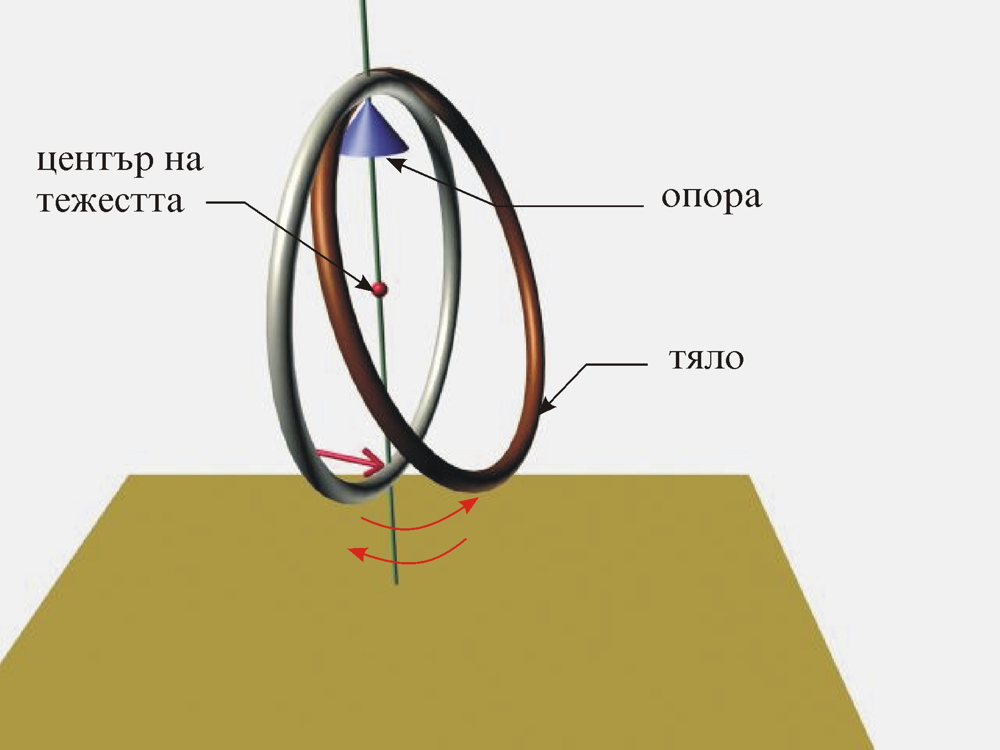 център на
тежестта
опора
тяло